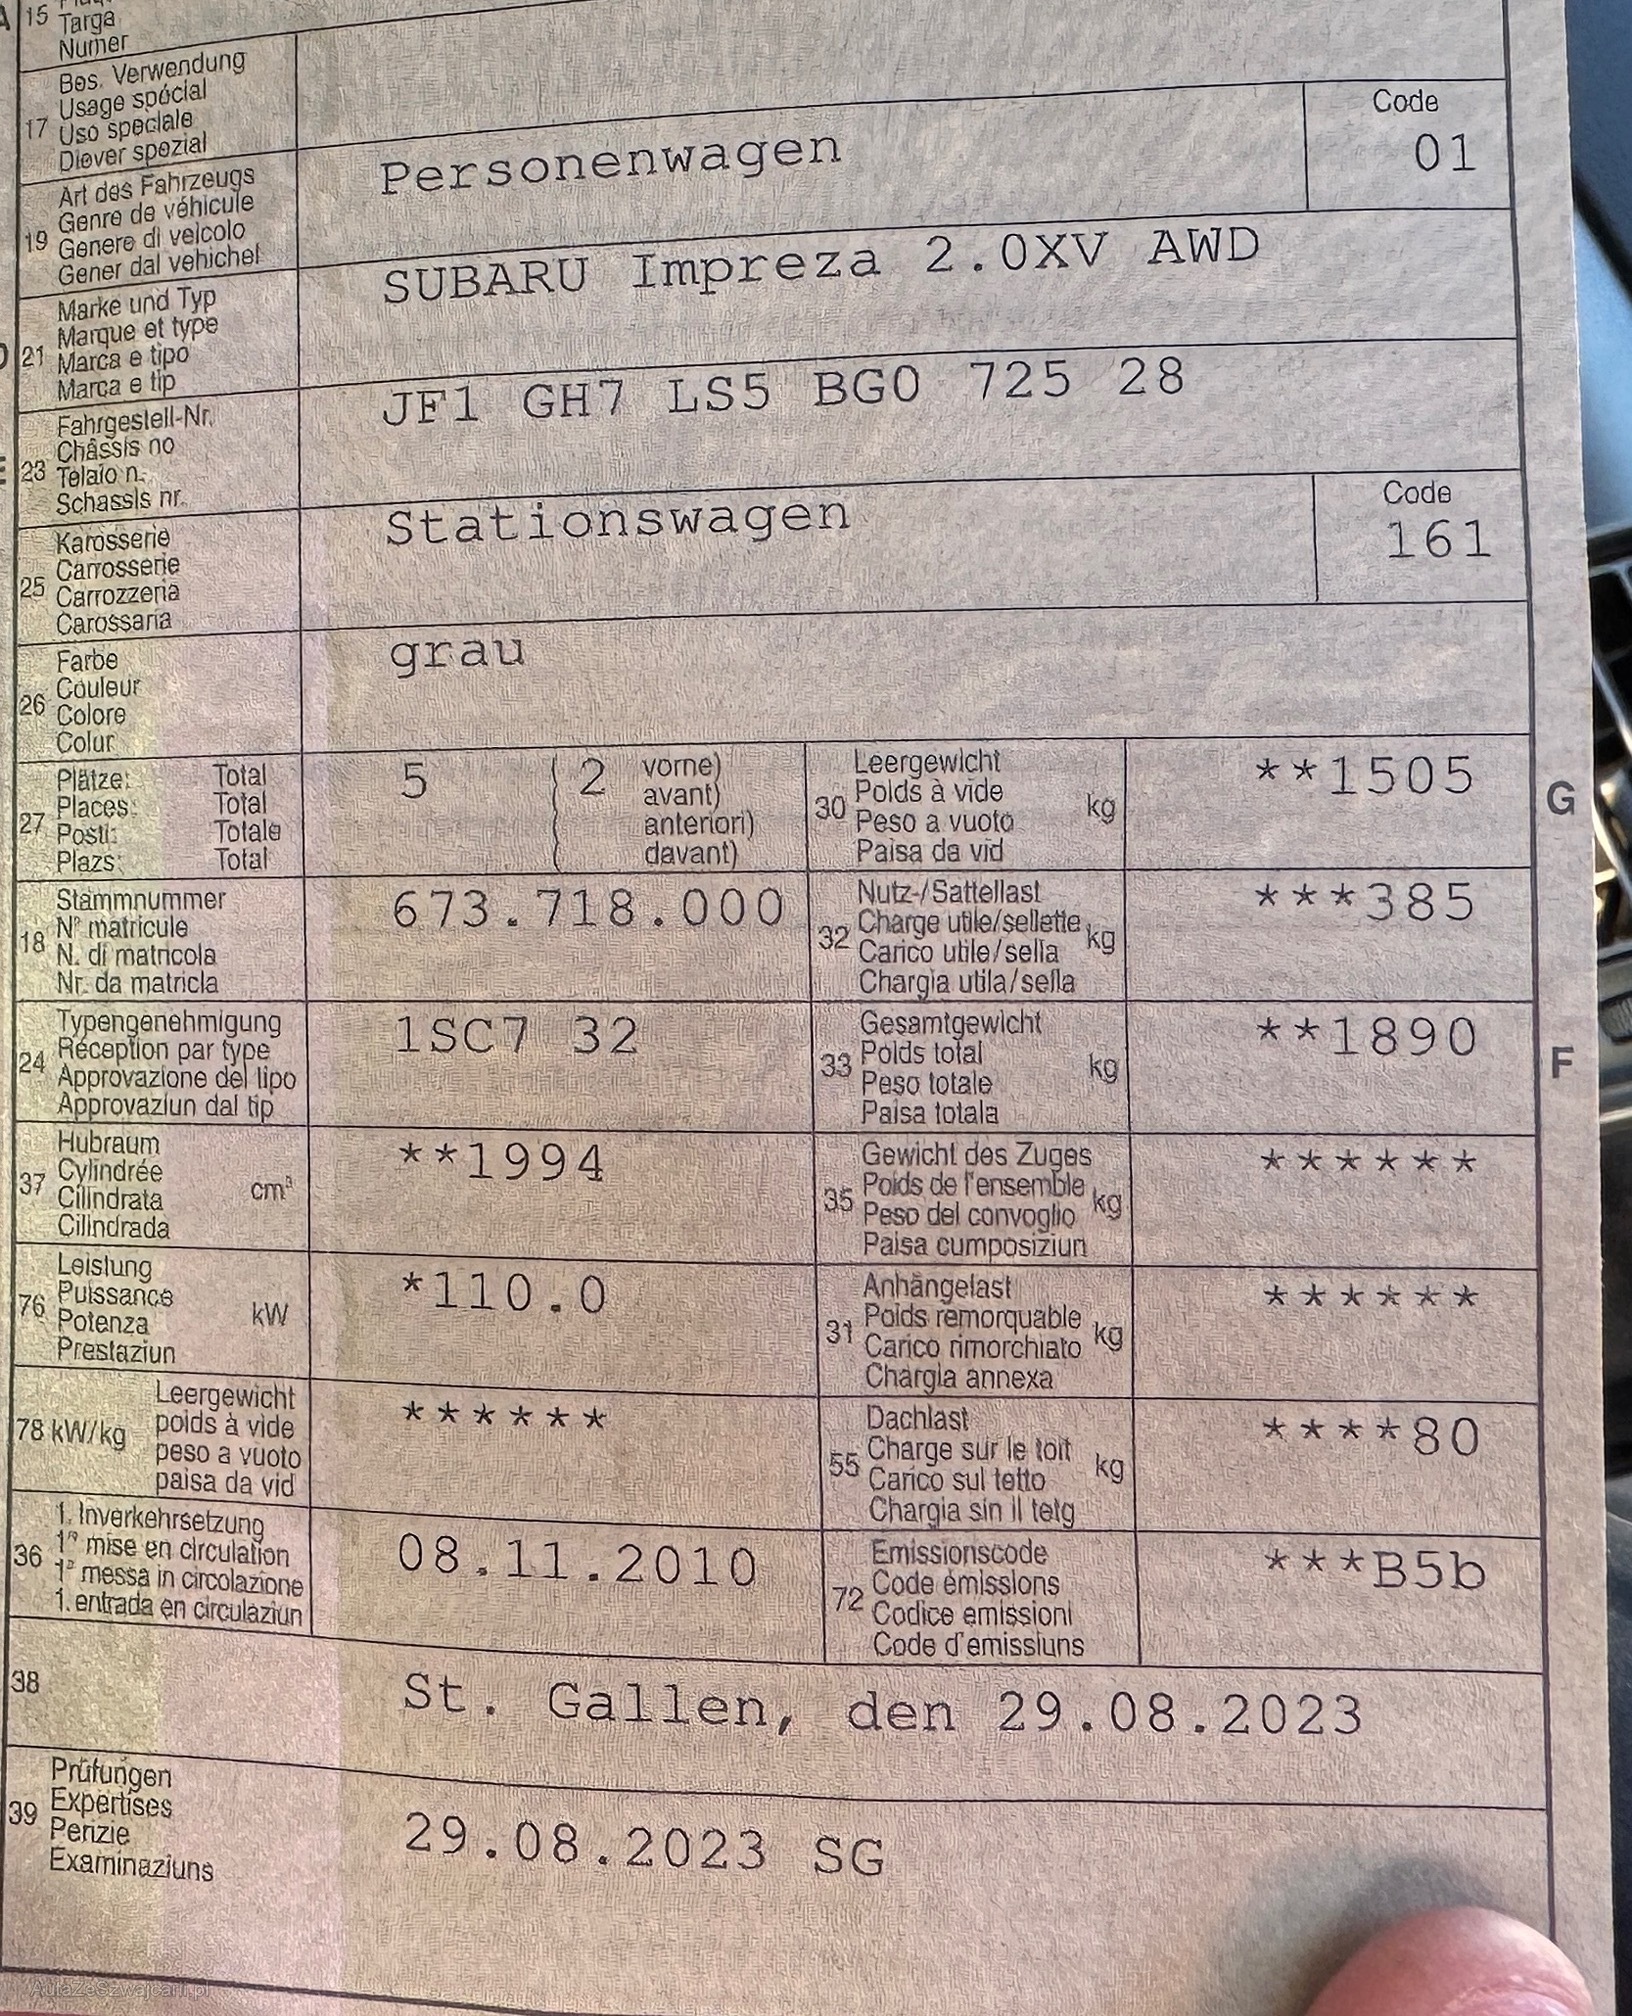 A 15 Targa
Numer
Bes. Verwendung
Usage spécial
17 Uso speciale
Diever spezial
Art des Fahrzeugs Personenwagen Code
Genre de véhicule 01
19 Genere di veicolo
Gener dal vehichel
Marke und Typ SUBARU Impreza 2.0XV AWD
Marque et type
D 21 Marca e tipo
Marca e tip
Fahrgestell-Nr. JF1 GH7 LS5 BG0 725 28
Châssis no
E 23 Telaio n.
Schassis nr.
Karosserie Stationswagen Code
Carrosserie 161
25 Carrozzeria
Carossaria
Farbe grau
Couleur
26 Colore
Colur
Plätze: Total 5 ( 2 vorne)
Places: Total avant)
27 Posti: Totale anteriori)
Plazs: Total davant)
Leergewicht **1505
Poids à vide
30 Peso a vuoto kg G
Paisa da vid
Stammnummer 673.718.000
N° matricule
18 N. di matricola
Nr. da matricla
Nutz-/Sattellast ***385
Charge utile/sellette
32 Carico utile/sella kg
Chargia utila/sella
Typengenehmigung 1SC7 32
Réception par type
24 Approvazione del tipo
Approvaziun dal tip
Gesamtgewicht **1890
Poids total
33 Peso totale kg F
Paisa totala
Hubraum **1994
Cylindrée
37 Cilindrata cm³
Cilindrada
Gewicht des Zuges ******
Poids de l'ensemble
35 Peso del convoglio kg
Paisa cumposiziun
Leistung *110.0
Puissance
76 Potenza kW
Prestaziun
Anhängelast ******
Poids remorquable
31 Carico rimorchiato kg
Chargia annexa
Leergewicht ******
78 kW/kg poids à vide
peso a vuoto
paisa da vid
Dachlast ****80
Charge sur le toit
55 Carico sul tetto kg
Chargia sin il tetg
1. Inverkehrsetzung 08.11.2010
36 1re mise en circulation
1a messa in circolazione
1. entrada en circulaziun
Emissionscode ***B5b
Code émissions
72 Codice emissioni
Code d'emissiuns
38 St. Gallen, den 29.08.2023
Prüfungen
39 Expertises 29.08.2023 SG
Perizie
Examinaziuns
AutaZeSzwajcarii.pl